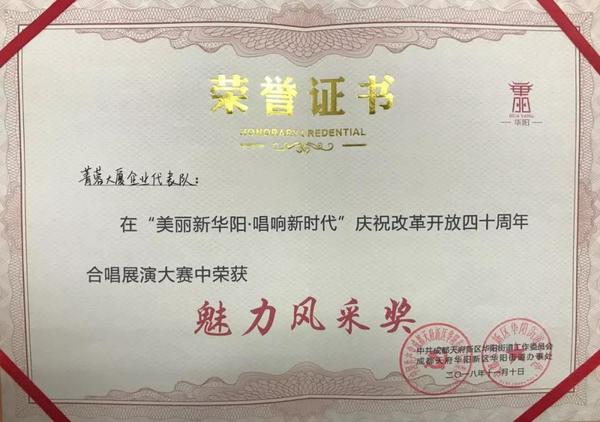 荣誉证书
HONORARY CREDENTIAL
HUA YANG
华阳
菁蓉大厦企业代表队：
在“美丽新华阳·唱响新时代”庆祝改革开放四十周年
合唱展演大赛中荣获
魅力风采奖
中共成都天府新区华阳街道工作委员会
成都天府华阳新区华阳街道办事处
二〇一八年十一月十日